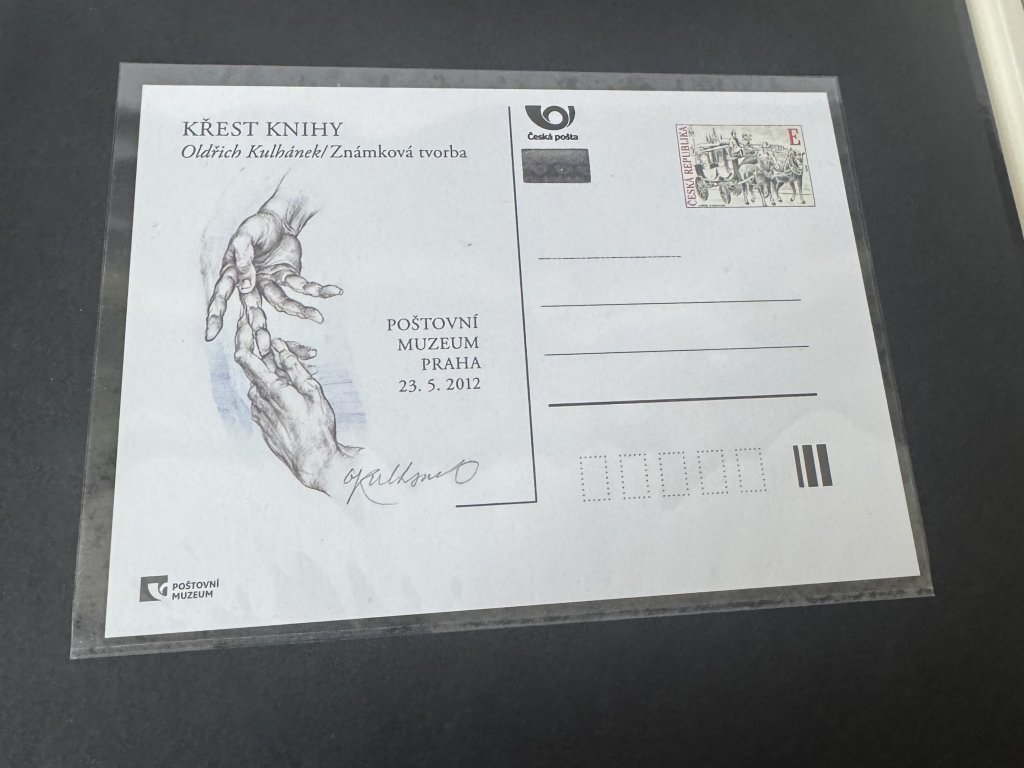 KŘEST KNIHY
Oldřich Kulhánek/Známková tvorba
POŠTOVNÍ
MUZEUM
PRAHA
23. 5. 2012
POŠTOVNÍ
MUZEUM
Česká pošta
ČESKÁ REPUBLIKA
E